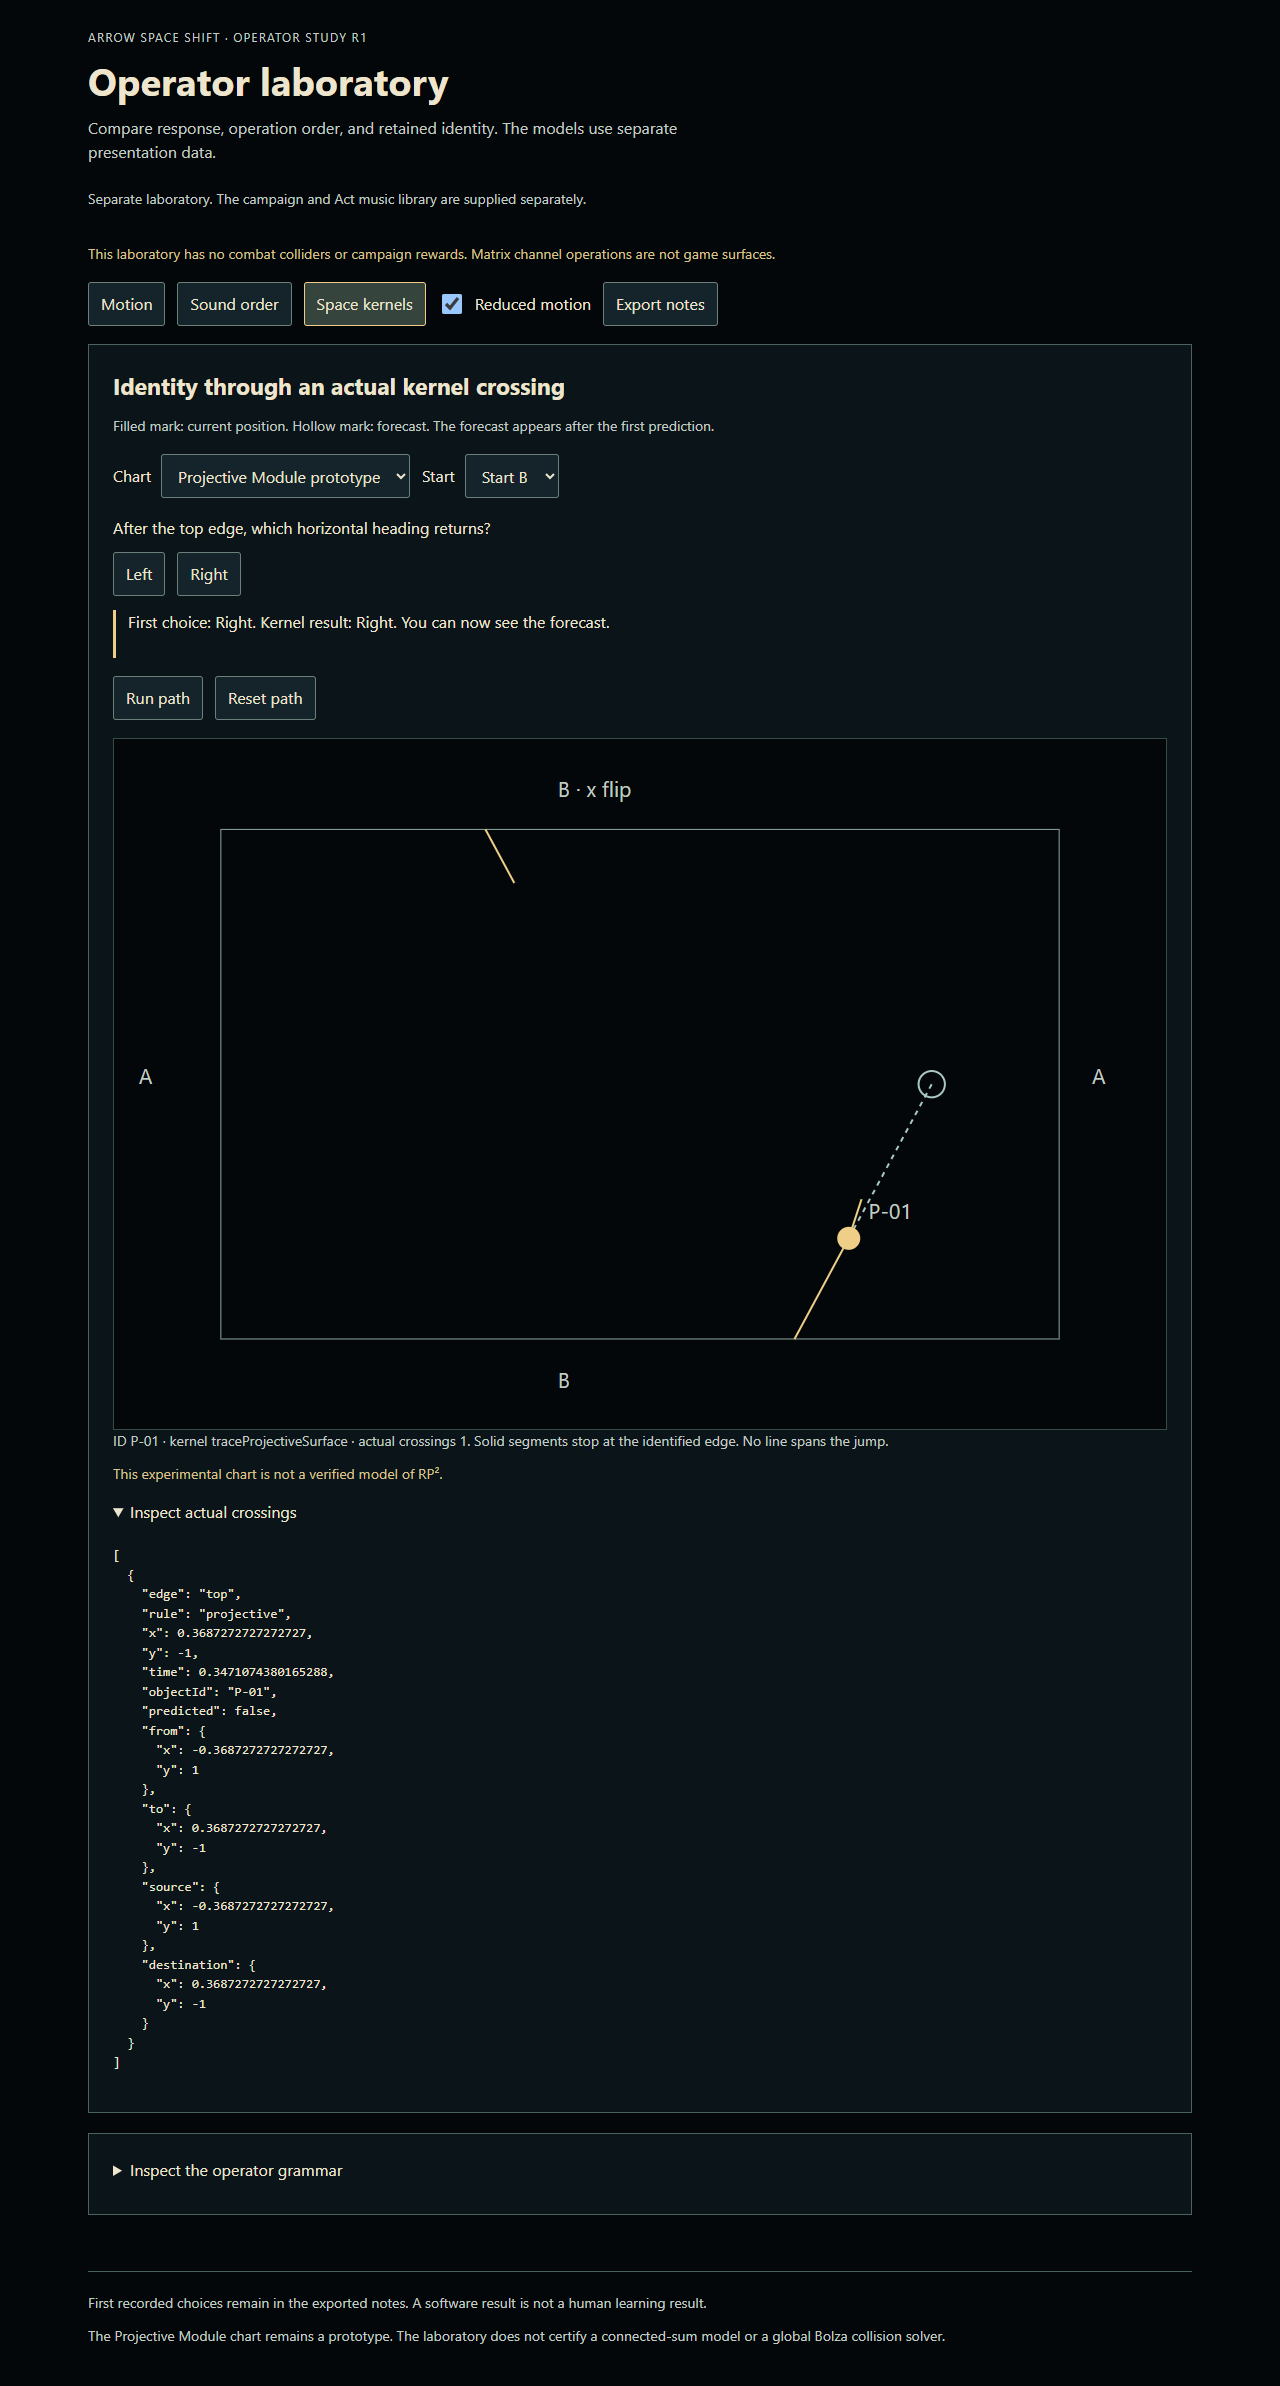 ARROW SPACE SHIFT · OPERATOR STUDY R1
Operator laboratory
Compare response, operation order, and retained identity. The models use separate
presentation data.
Separate laboratory. The campaign and Act music library are supplied separately.
This laboratory has no combat colliders or campaign rewards. Matrix channel operations are not game surfaces.
Motion Sound order Space kernels Reduced motion Export notes
Identity through an actual kernel crossing
Filled mark: current position. Hollow mark: forecast. The forecast appears after the first prediction.
Chart Projective Module prototype Start Start B
After the top edge, which horizontal heading returns?
Left Right
First choice: Right. Kernel result: Right. You can now see the forecast.
Run path Reset path
B · x flip
A A
P-01
B
ID P-01 · kernel traceProjectiveSurface · actual crossings 1. Solid segments stop at the identified edge. No line spans the jump.
This experimental chart is not a verified model of RP².
▼ Inspect actual crossings
[
  {
    "edge": "top",
    "rule": "projective",
    "x": 0.3687272727272727,
    "y": -1,
    "time": 0.3471074380165288,
    "objectId": "P-01",
    "predicted": false,
    "from": {
      "x": -0.3687272727272727,
      "y": 1
    },
    "to": {
      "x": 0.3687272727272727,
      "y": -1
    },
    "source": {
      "x": -0.3687272727272727,
      "y": 1
    },
    "destination": {
      "x": 0.3687272727272727,
      "y": -1
    }
  }
]
▶ Inspect the operator grammar
First recorded choices remain in the exported notes. A software result is not a human learning result.
The Projective Module chart remains a prototype. The laboratory does not certify a connected-sum model or a global Bolza collision solver.